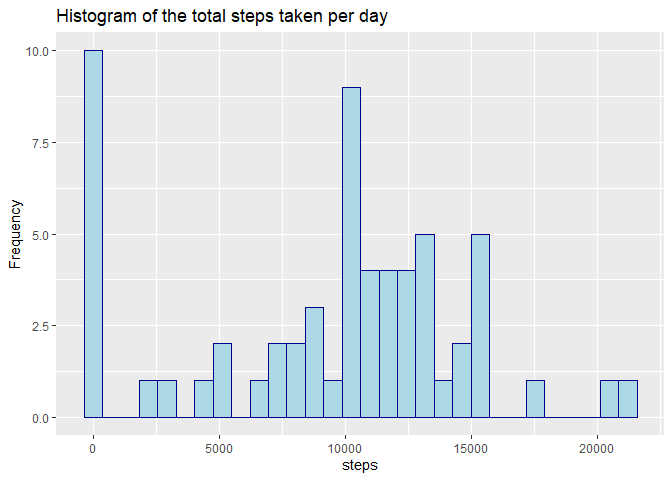 Histogram of the total steps taken per day
10.0
7.5
5.0
2.5
0.0
Frequency
0 5000 10000 15000 20000
steps